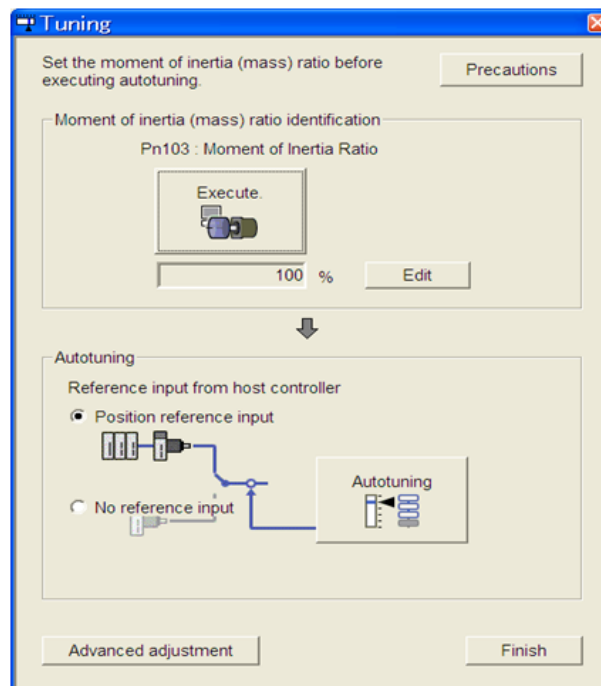 Tuning
Set the moment of inertia (mass) ratio before
executing autotuning.
Precautions
Moment of inertia (mass) ratio identification
Pn103 : Moment of Inertia Ratio
Execute.
100 %
Edit
Autotuning
Reference input from host controller
Position reference input
No reference input
Autotuning
Advanced adjustment
Finish